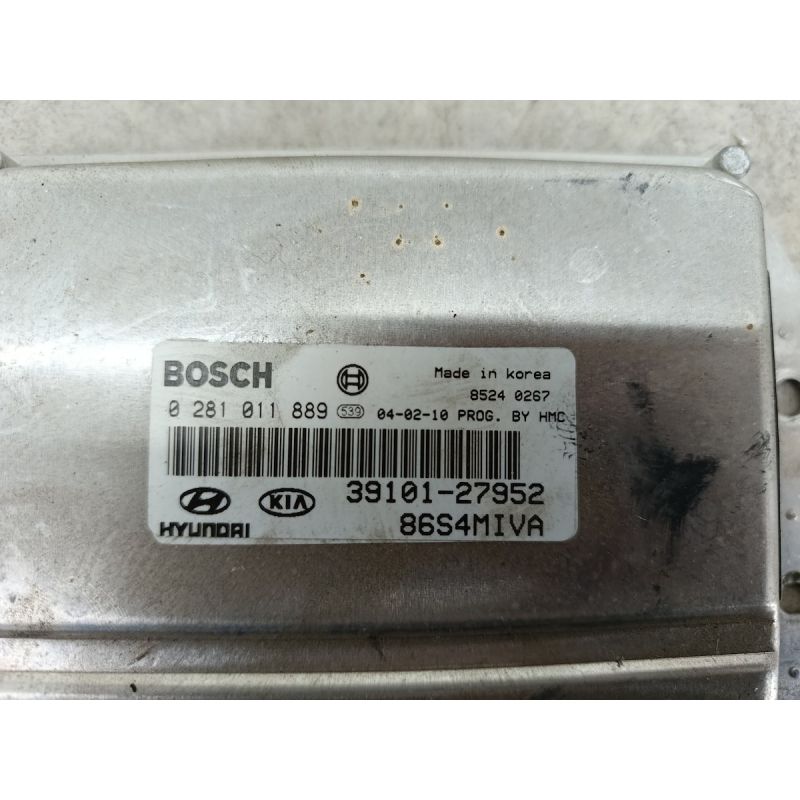 BOSCH
Made in korea
8524 0267
0 281 011 889 539 04-02-10 PROG. BY HMC
39101-27952
HYUNDAI KIA 86S4MIVA